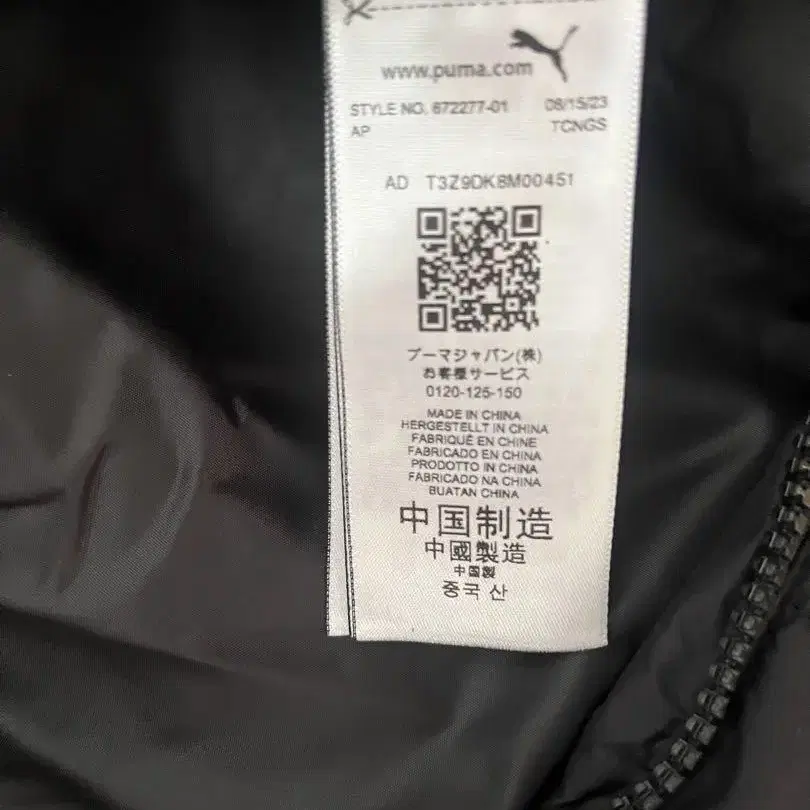 www.puma.com
STYLE NO. 672277-01 08/15/23
AP TCNGS
AD T3Z9DK8M00451
プーマジャパン(株)
お客様サービス
0120-125-150
MADE IN CHINA
HERGESTELLT IN CHINA
FABRIQUÉ EN CHINE
FABRICADO EN CHINA
PRODOTTO IN CHINA
FABRICADO NA CHINA
BUATAN CHINA
中国制造
中國製造
中国製
중국 산